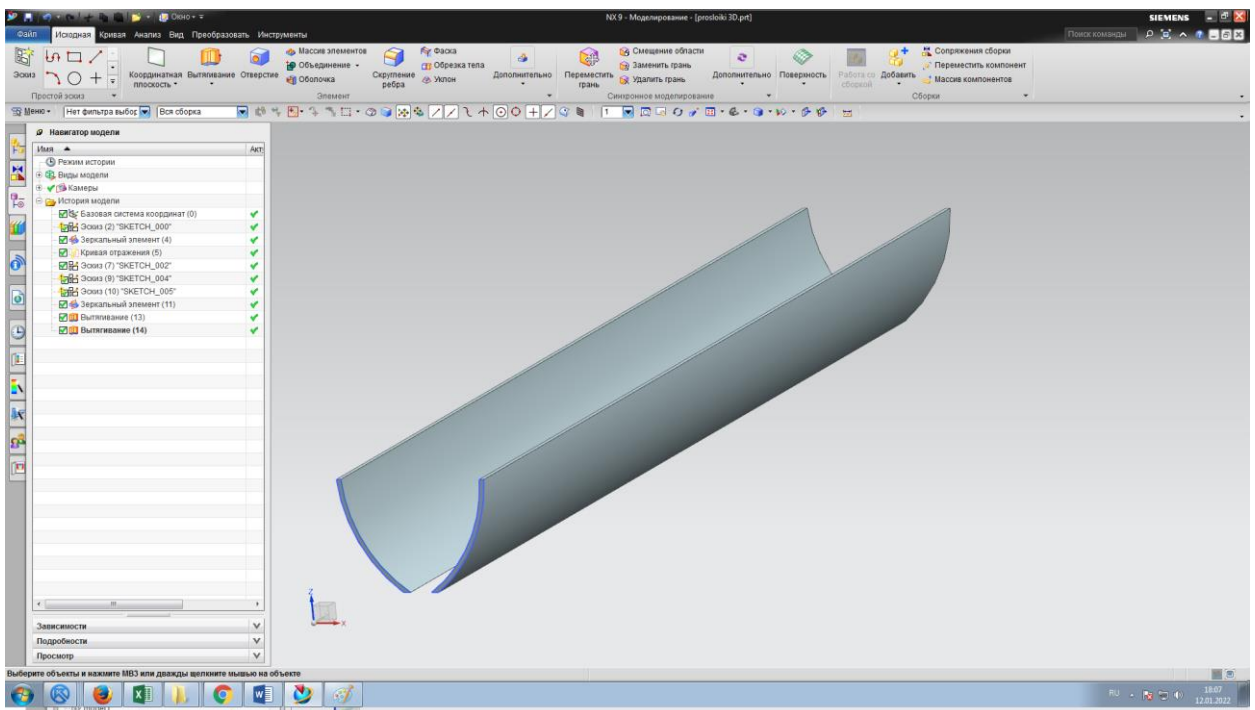 Окно
NX 9 - Моделирование - [prosloiki 3D.prt]
SIEMENS
Файл Исходная Кривая Анализ Вид Преобразовать Инструменты
Поиск команды
Эскиз
Простой эскиз
Координатная плоскость
Вытягивание
Отверстие
Массив элементов
Объединение
Оболочка
Скругление ребра
Фаска
Обрезка тела
Уклон
Дополнительно
Элемент
Переместить грань
Смещение области
Заменить грань
Удалить грань
Дополнительно
Синхронное моделирование
Поверхность
Работа со сборкой
Добавить
Сопряжения сборки
Переместить компонент
Массив компонентов
Сборки
Меню
Нет фильтра выбор
Вся сборка
1
Навигатор модели
Имя
Акт
Режим истории
Виды модели
Камеры
История модели
Базовая система координат (0)
Эскиз (2) "SKETCH_000"
Зеркальный элемент (4)
Кривая отражения (5)
Эскиз (7) "SKETCH_002"
Эскиз (9) "SKETCH_004"
Эскиз (10) "SKETCH_005"
Зеркальный элемент (11)
Вытягивание (13)
Вытягивание (14)
Z
X
Зависимости
Подробности
Просмотр
Выберите объекты и нажмите MB3 или дважды щелкните мышью на объекте
RU
18:07
12.01.2022